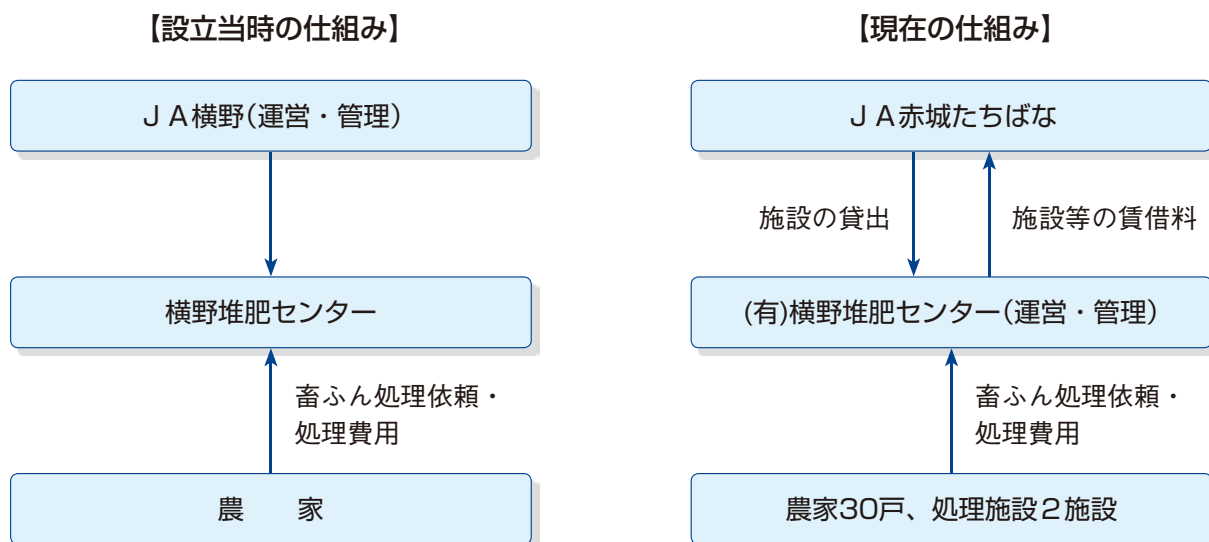 【設立当時の仕組み】
ＪＡ横野(運営・管理)
横野堆肥センター
畜ふん処理依頼・
処理費用
農　　家
【現在の仕組み】
ＪＡ赤城たちばな
施設の貸出
施設等の賃借料
(有)横野堆肥センター(運営・管理)
畜ふん処理依頼・
処理費用
農家30戸、処理施設２施設